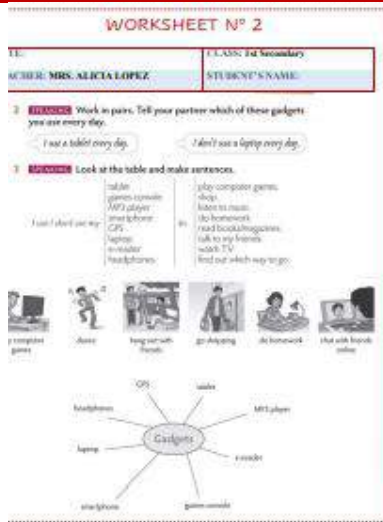 WORKSHEET N° 2
TE:
CLASS: 1st Secondary
ACHER: MRS. ALICIA LOPEZ
STUDENT'S NAME:
2 SPEAKING Work in pairs. Tell your partner which of these gadgets
you use every day.
I use a tablet every day.
I don't use a laptop every day.
3 SPEAKING Look at the table and make sentences.
I use / don't use my
tablet
games console
MP3 player
smartphone
GPS
laptop
e-reader
headphones
to
play computer games.
shop.
listen to music.
do homework.
read books/magazines.
talk to my friends.
watch TV.
find out which way to go.
computer
games
dance
hang out with
friends
go shopping
do homework
chat with friends
online
GPS
tablet
headphones
MP3 player
Gadgets
laptop
e-reader
smartphone
games console